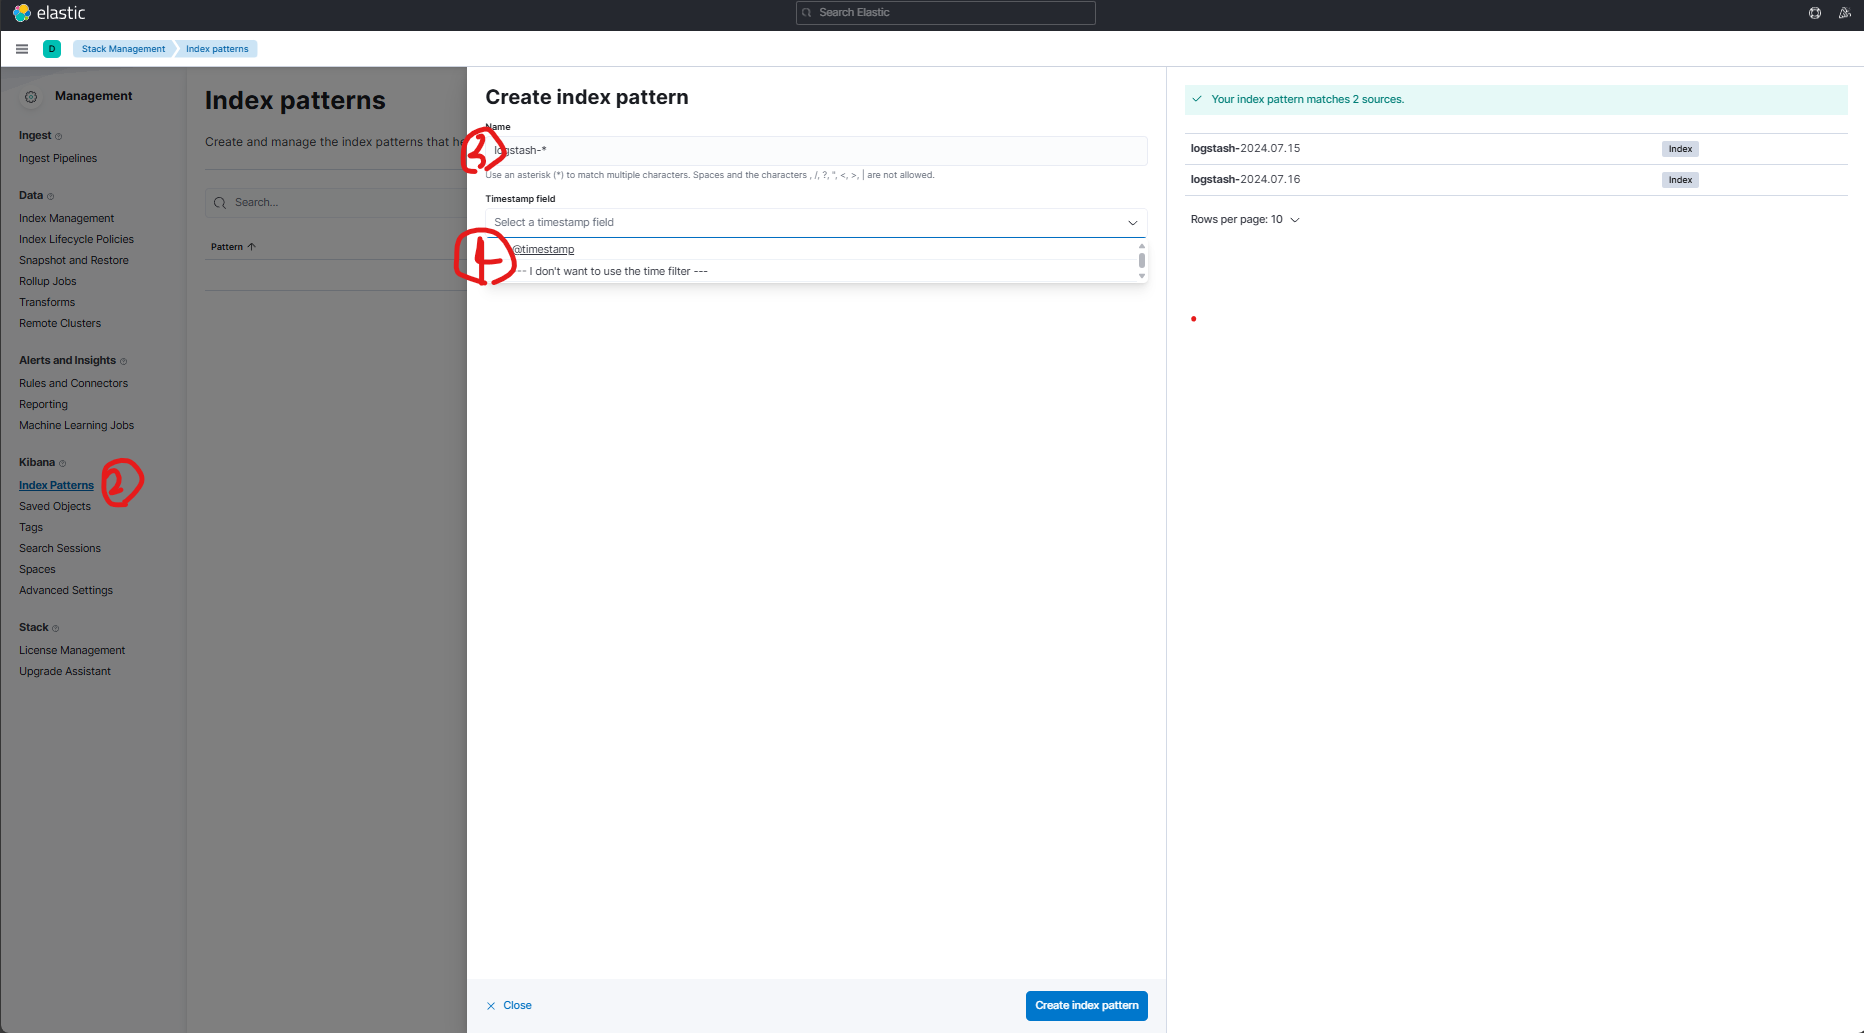 elastic
Search Elastic
D
Stack Management
Index patterns
Management
Ingest
Ingest Pipelines
Data
Index Management
Index Lifecycle Policies
Snapshot and Restore
Rollup Jobs
Transforms
Remote Clusters
Alerts and Insights
Rules and Connectors
Reporting
Machine Learning Jobs
Kibana
Index Patterns
2
Saved Objects
Tags
Search Sessions
Spaces
Advanced Settings
Stack
License Management
Upgrade Assistant
Index patterns
Create and manage the index patterns that
Search...
Pattern
Create index pattern
Name
3
logstash-*
Use an asterisk (*) to match multiple characters. Spaces and the characters , /, ?, ", <, >, | are not allowed.
Timestamp field
Select a timestamp field
4
@timestamp
--- I don't want to use the time filter ---
Close
Create index pattern
Your index pattern matches 2 sources.
logstash-2024.07.15 Index
logstash-2024.07.16 Index
Rows per page: 10